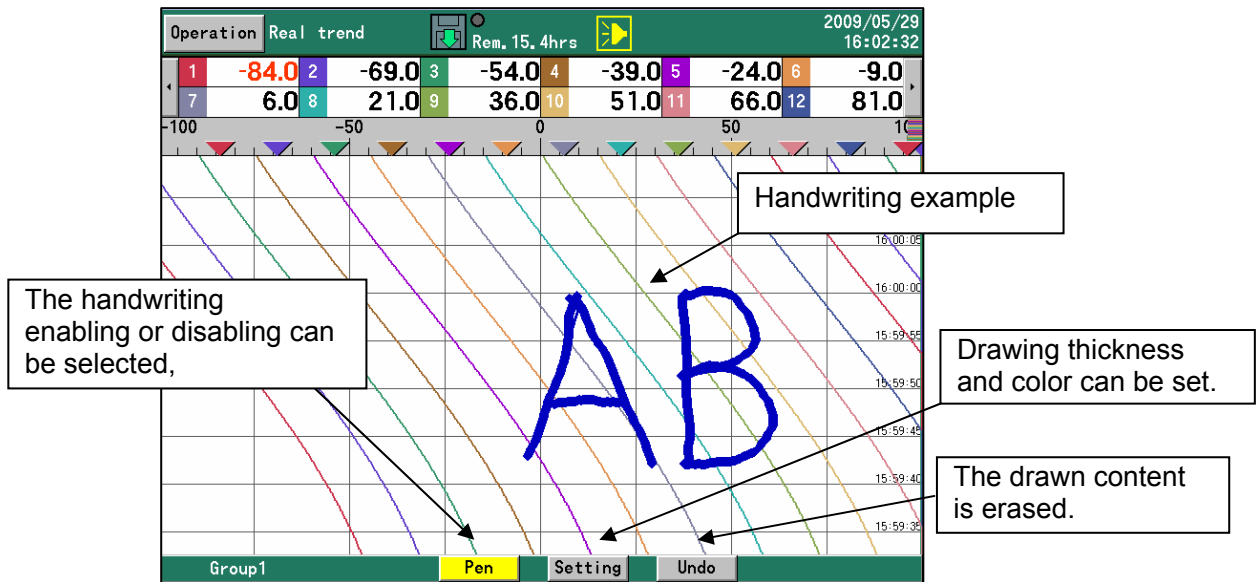 Operation Real trend Rem.15.4hrs 2009/05/29
16:02:32
1 -84.0 2 -69.0 3 -54.0 4 -39.0 5 -24.0 6 -9.0
7 6.0 8 21.0 9 36.0 10 51.0 11 66.0 12 81.0
-100 -50 0 50 10
Handwriting example
16:00:05
The handwriting
enabling or disabling can
be selected,
16:00:00
AB
15:59:55
Drawing thickness
and color can be set.
15:59:50
15:59:45
The drawn content
is erased.
15:59:40
15:59:35
Group1 Pen Setting Undo